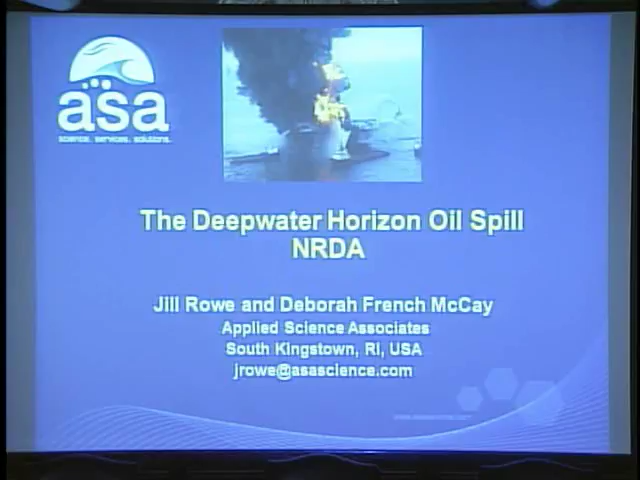 asa
science. services. solutions.
The Deepwater Horizon Oil Spill
NRDA
Jill Rowe and Deborah French McCay
Applied Science Associates
South Kingstown, RI, USA
jrowe@asascience.com